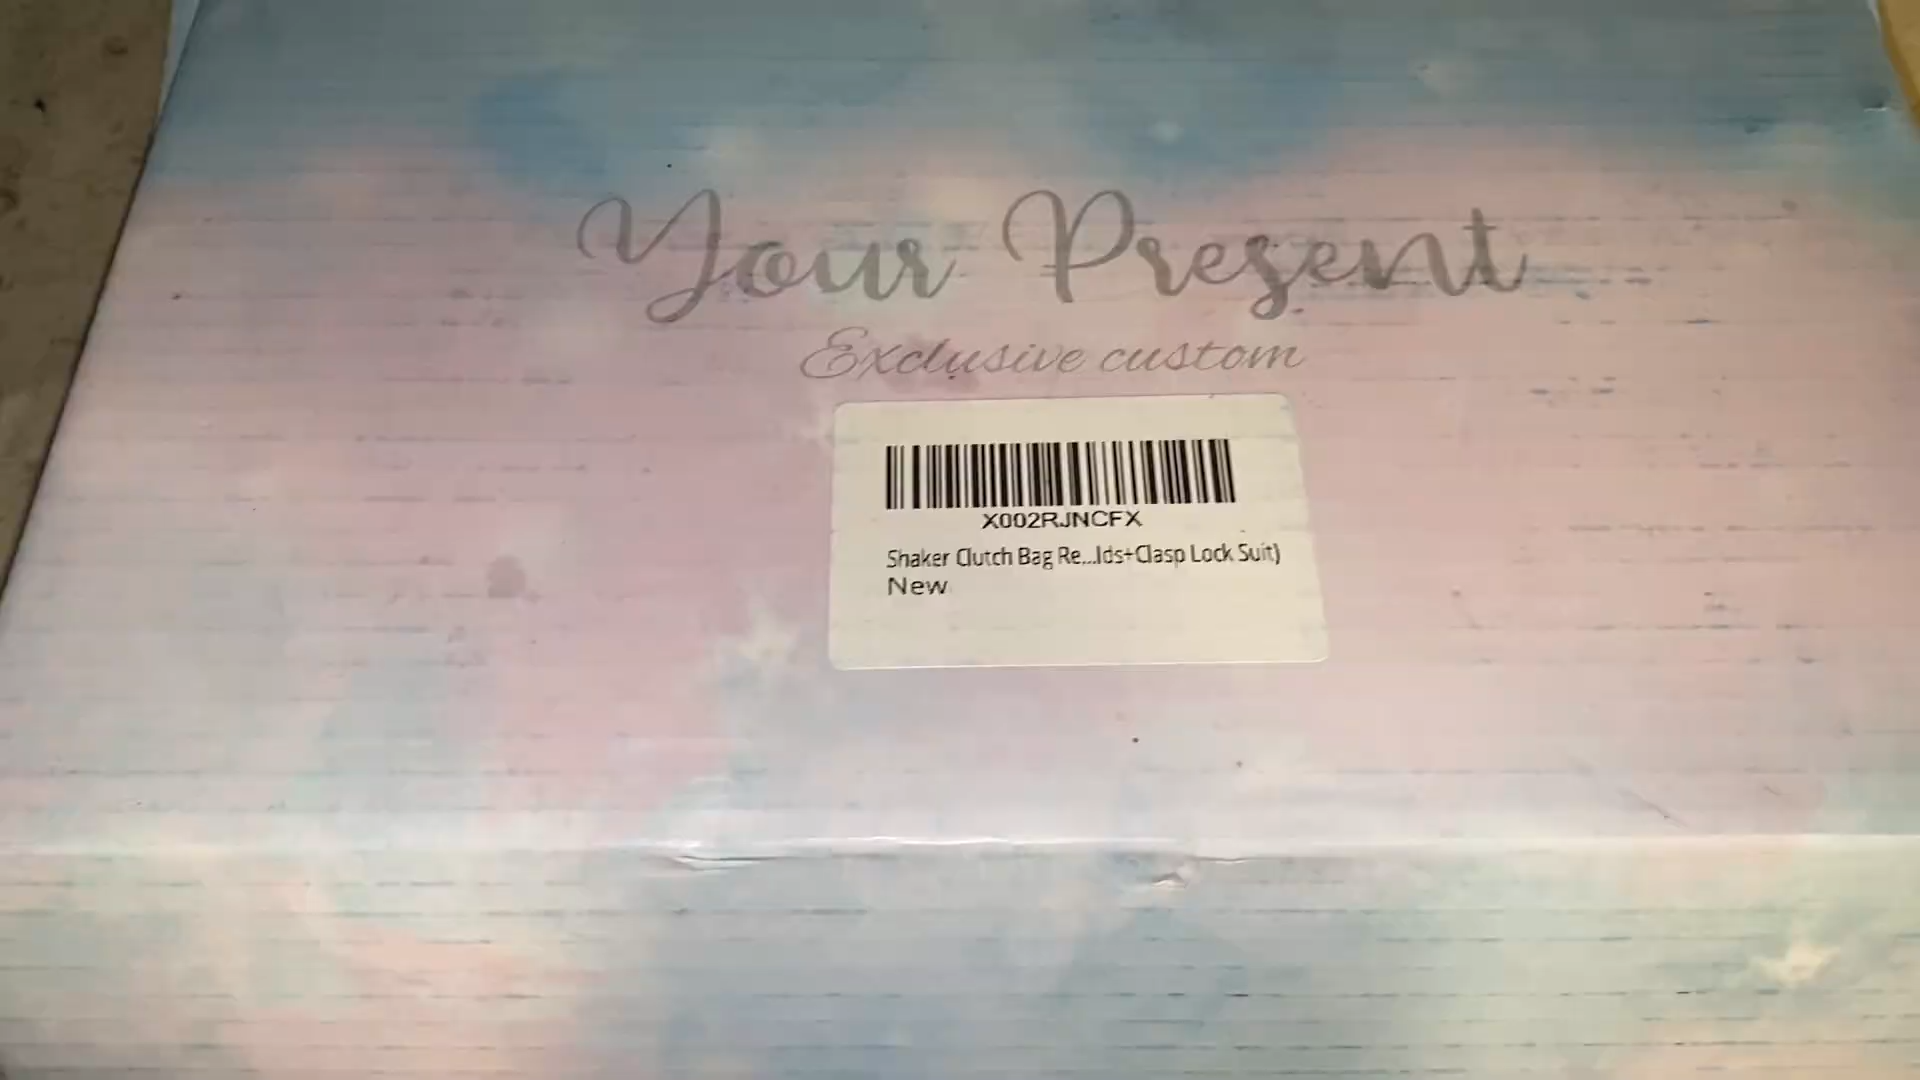 Your Present
Exclusive custom
X002RJNCFX
Shaker Clutch Bag Re...lds+Clasp Lock Suit)
New